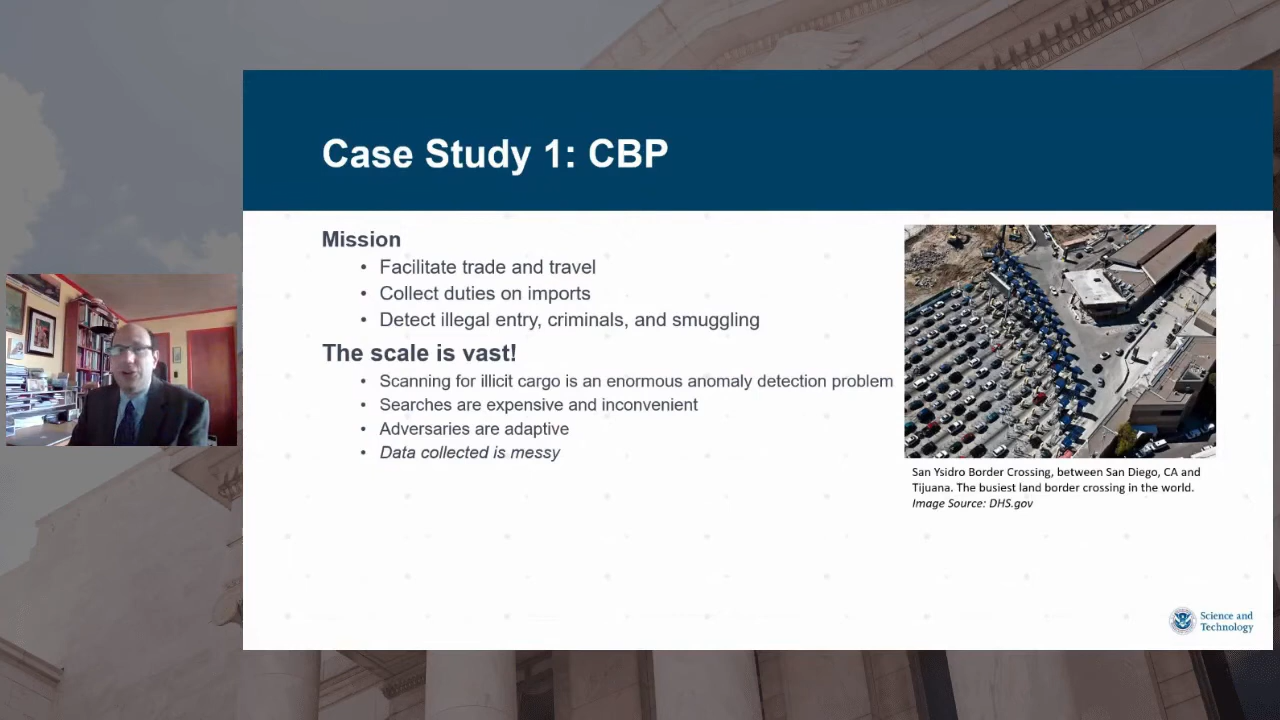 Case Study 1: CBP
Mission
• Facilitate trade and travel
• Collect duties on imports
• Detect illegal entry, criminals, and smuggling
The scale is vast!
• Scanning for illicit cargo is an enormous anomaly detection problem
• Searches are expensive and inconvenient
• Adversaries are adaptive
• Data collected is messy
San Ysidro Border Crossing, between San Diego, CA and
Tijuana. The busiest land border crossing in the world.
Image Source: DHS.gov
Science and
Technology